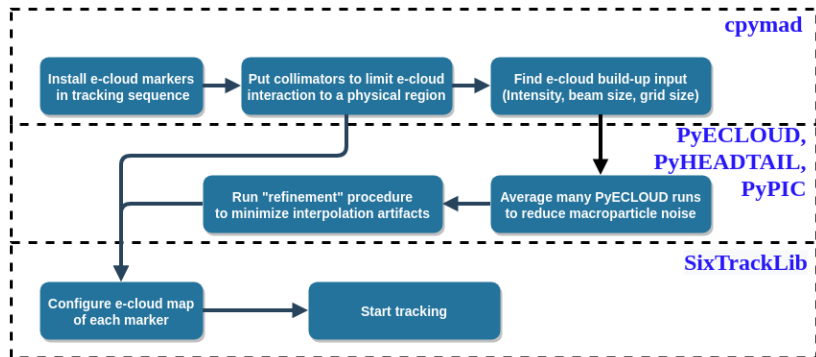 cpymad
Install e-cloud markers
in tracking sequence
Put collimators to limit e-cloud
interaction to a physical region
Find e-cloud build-up input
(Intensity, beam size, grid size)
PyECLOUD,
PyHEADTAIL,
PyPIC
Run "refinement" procedure
to minimize interpolation artifacts
Average many PyECLOUD runs
to reduce macroparticle noise
SixTrackLib
Configure e-cloud map
of each marker
Start tracking